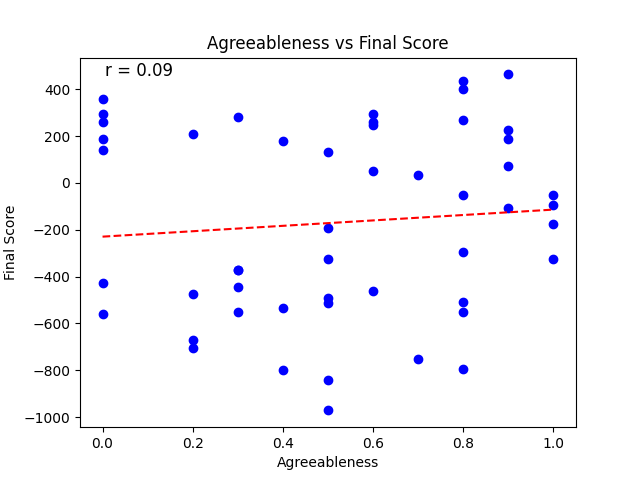 Agreeableness vs Final Score
r = 0.09
400
200
0
−200
−400
−600
−800
−1000
Final Score
0.0 0.2 0.4 0.6 0.8 1.0
Agreeableness